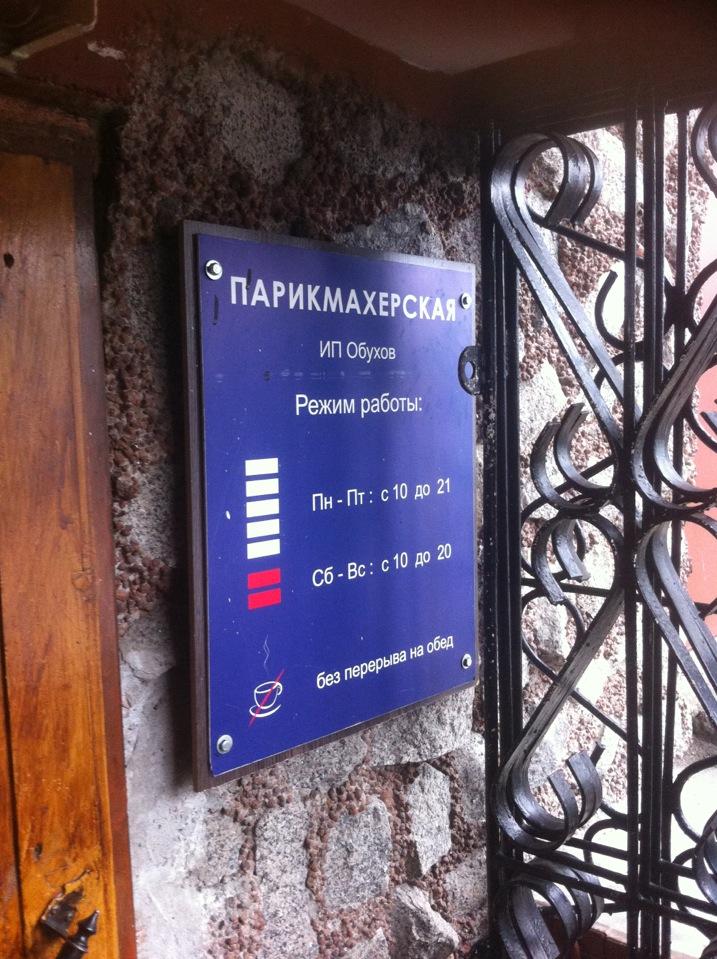 ПАРИКМАХЕРСКАЯ
ИП Обухов
Режим работы:
Пн - Пт : с 10 до 21
Сб - Вс : с 10 до 20
без перерыва на обед